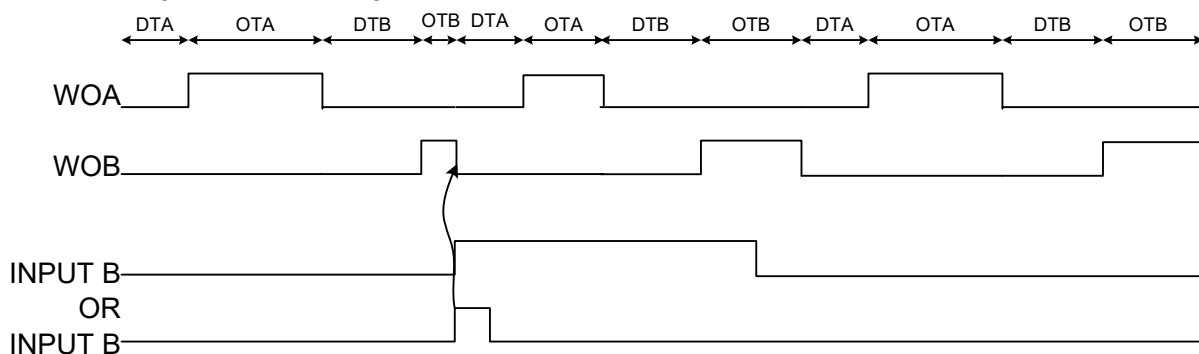 DTA OTA DTB OTB DTA OTA DTB OTB DTA OTA DTB OTB
WOA
WOB
INPUT B
OR
INPUT B